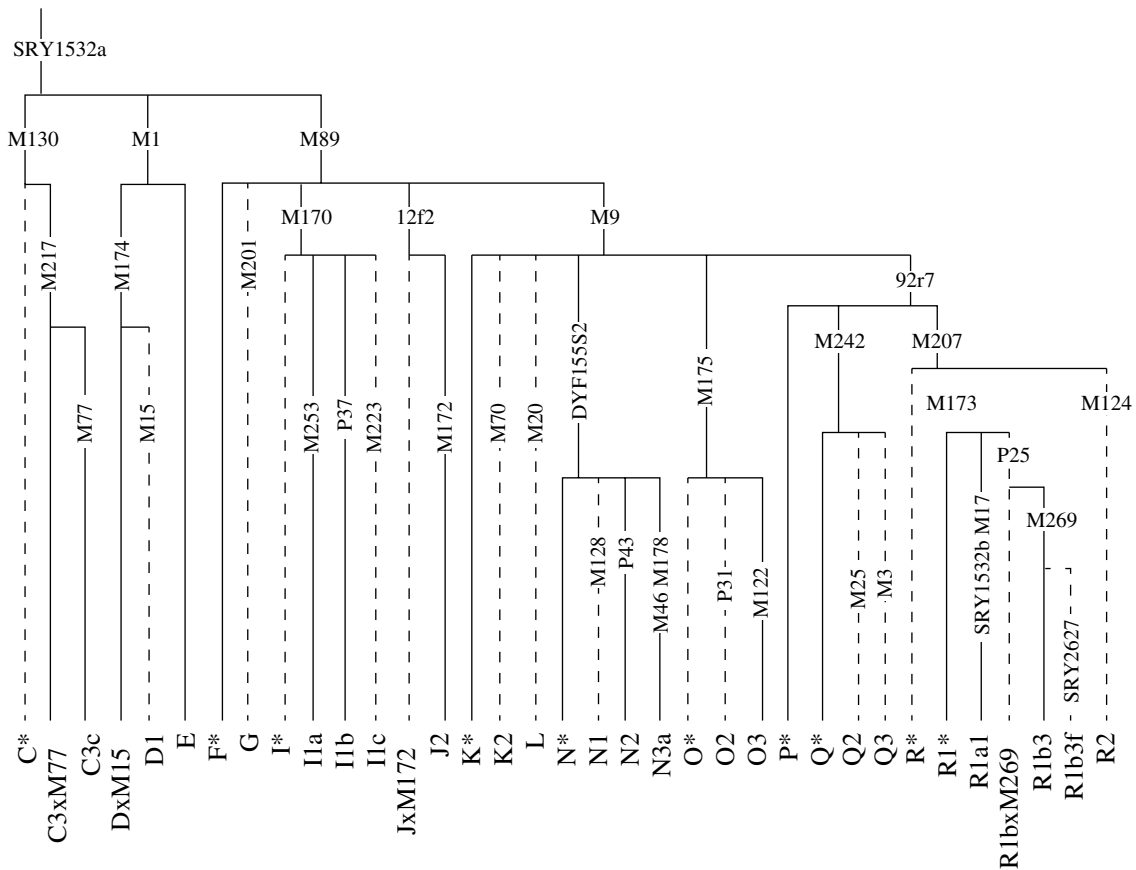 SRY1532a
M130
M1
M89
M170
12f2
M9
M201
M217
M174
92r7
M242
M207
DYF155S2
M175
M77
M15
M253
P37
M223
M172
M70
M20
M173
M124
P25
M269
M128
P43
M46 M178
P31
M122
M25
M3
SRY1532b M17
SRY2627
C*
C3xM77
C3c
DxM15
D1
E
F*
G
I*
I1a
I1b
I1c
JxM172
J2
K*
K2
L
N*
N1
N2
N3a
O*
O2
O3
P*
Q*
Q2
Q3
R*
R1*
R1a1
R1bxM269
R1b3
R1b3f
R2